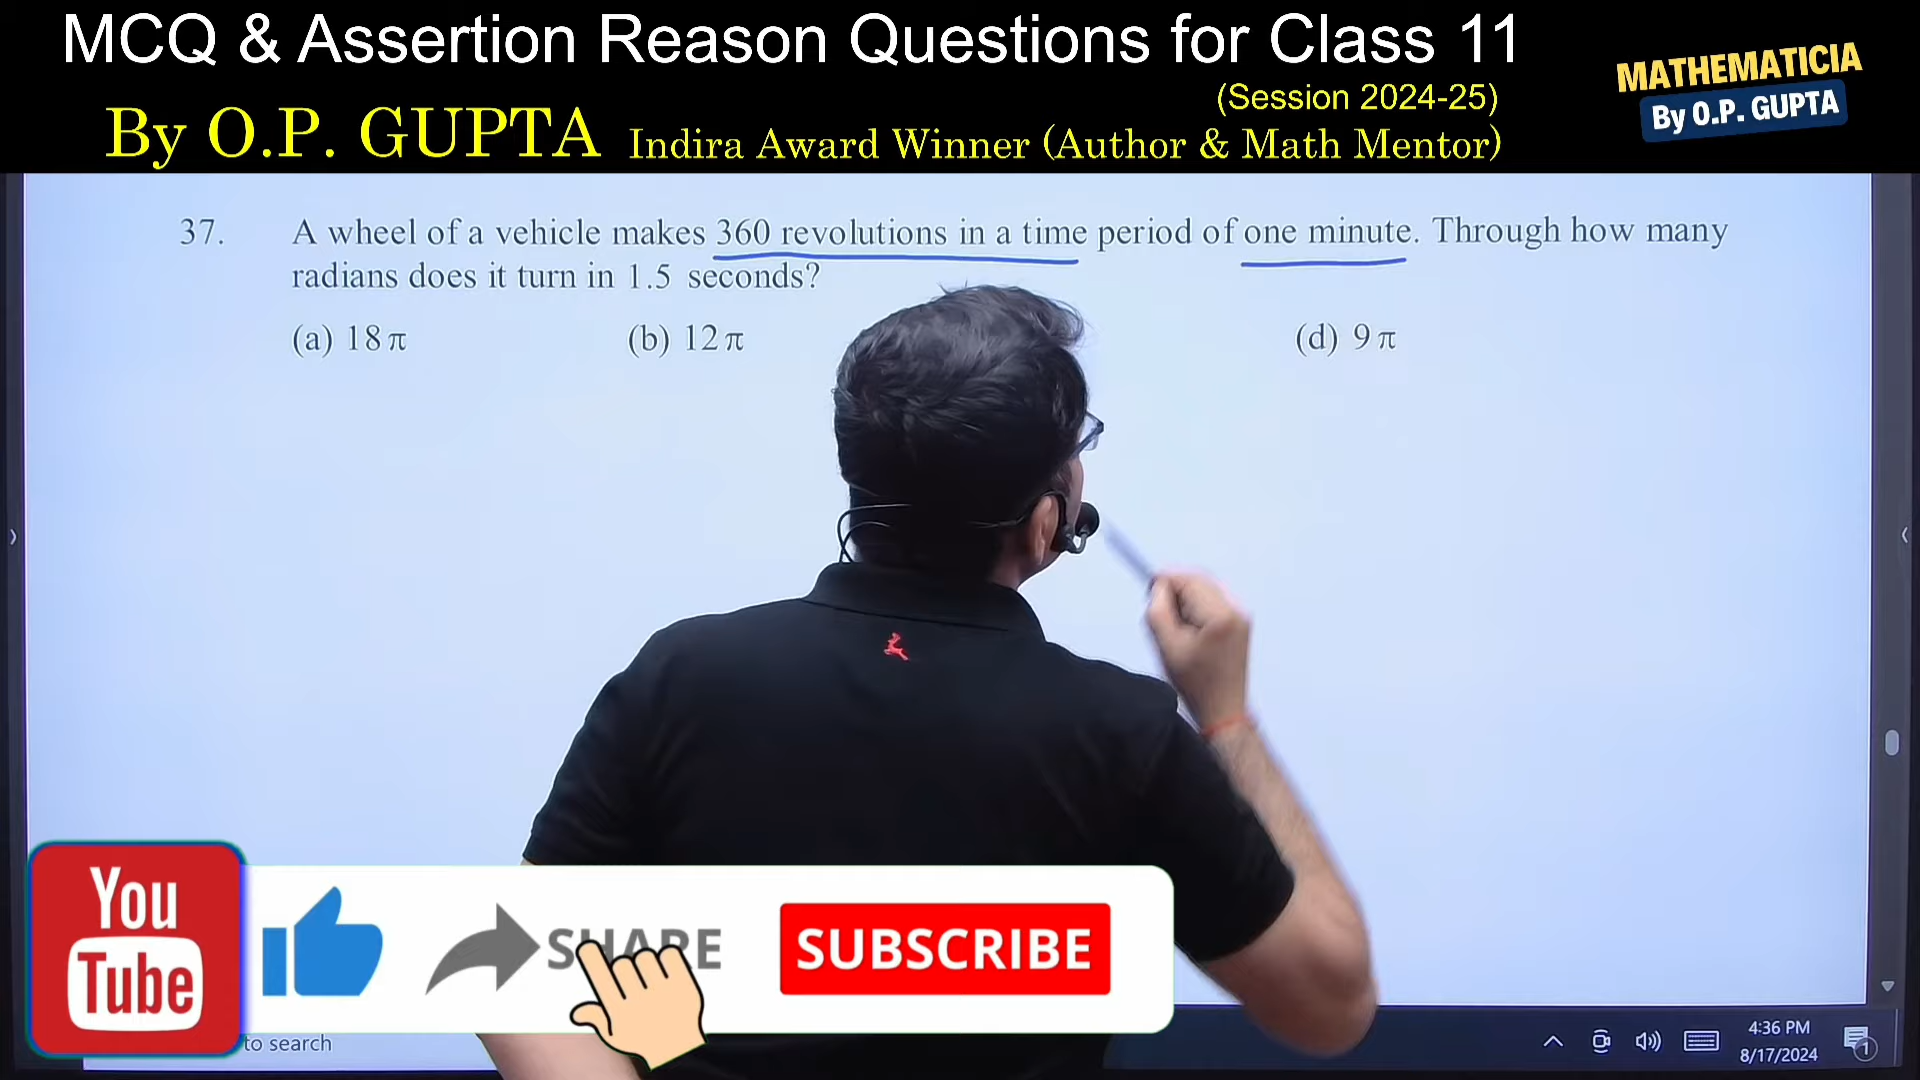 MCQ & Assertion Reason Questions for Class 11
(Session 2024-25)
By O.P. GUPTA Indira Award Winner (Author & Math Mentor)
MATHEMATICIA
By O.P. GUPTA
37. A wheel of a vehicle makes 360 revolutions in a time period of one minute. Through how many
radians does it turn in 1.5 seconds?
(a) 18π (b) 12π (d) 9π
You
Tube
SHARE
SUBSCRIBE
to search
4:36 PM
8/17/2024
1